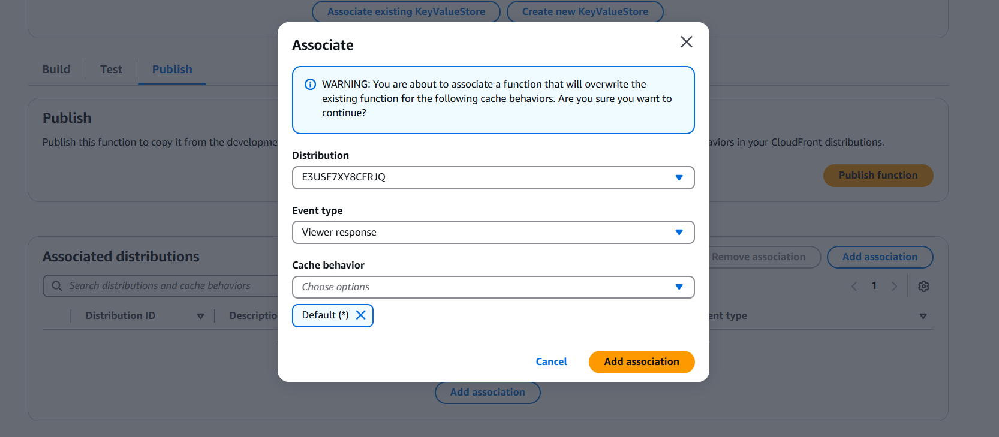 Associate existing KeyValueStore
Create new KeyValueStore
Associate
WARNING: You are about to associate a function that will overwrite the
existing function for the following cache behaviors. Are you sure you want to
continue?
Build
Test
Publish
Publish
Publish this function to copy it from the developme
aviors in your CloudFront distributions.
Publish function
Distribution
E3USF7XY8CFRJQ
Event type
Viewer response
Cache behavior
Choose options
Default (*)
Cancel
Add association
Associated distributions
Remove association
Add association
Search distributions and cache behaviors
1
Distribution ID
Descriptio
ent type
Add association